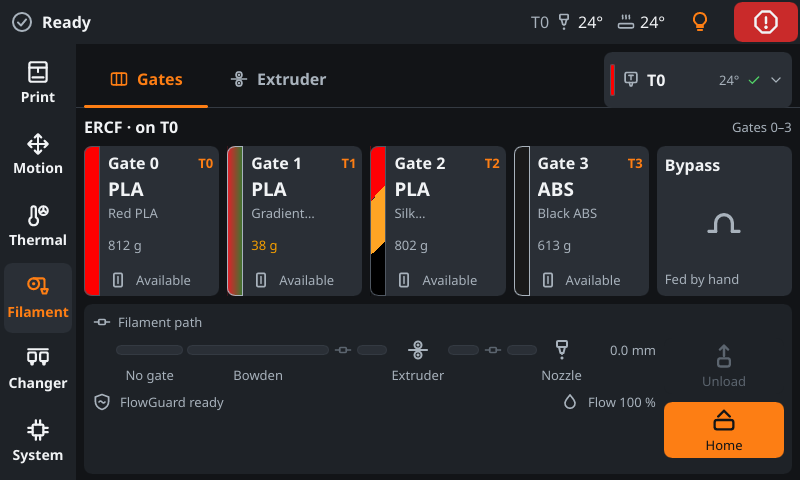 Ready
T0 24° 24°
Print
Motion
Thermal
Filament
Changer
System
Gates
Extruder
T0 24°
ERCF · on T0
Gates 0–3
Gate 0 T0
PLA
Red PLA
812 g
Available
Gate 1 T1
PLA
Gradient...
38 g
Available
Gate 2 T2
PLA
Silk...
802 g
Available
Gate 3 T3
ABS
Black ABS
613 g
Available
Bypass
Fed by hand
Filament path
0.0 mm
No gate Bowden Extruder Nozzle
FlowGuard ready
Flow 100 %
Unload
Home